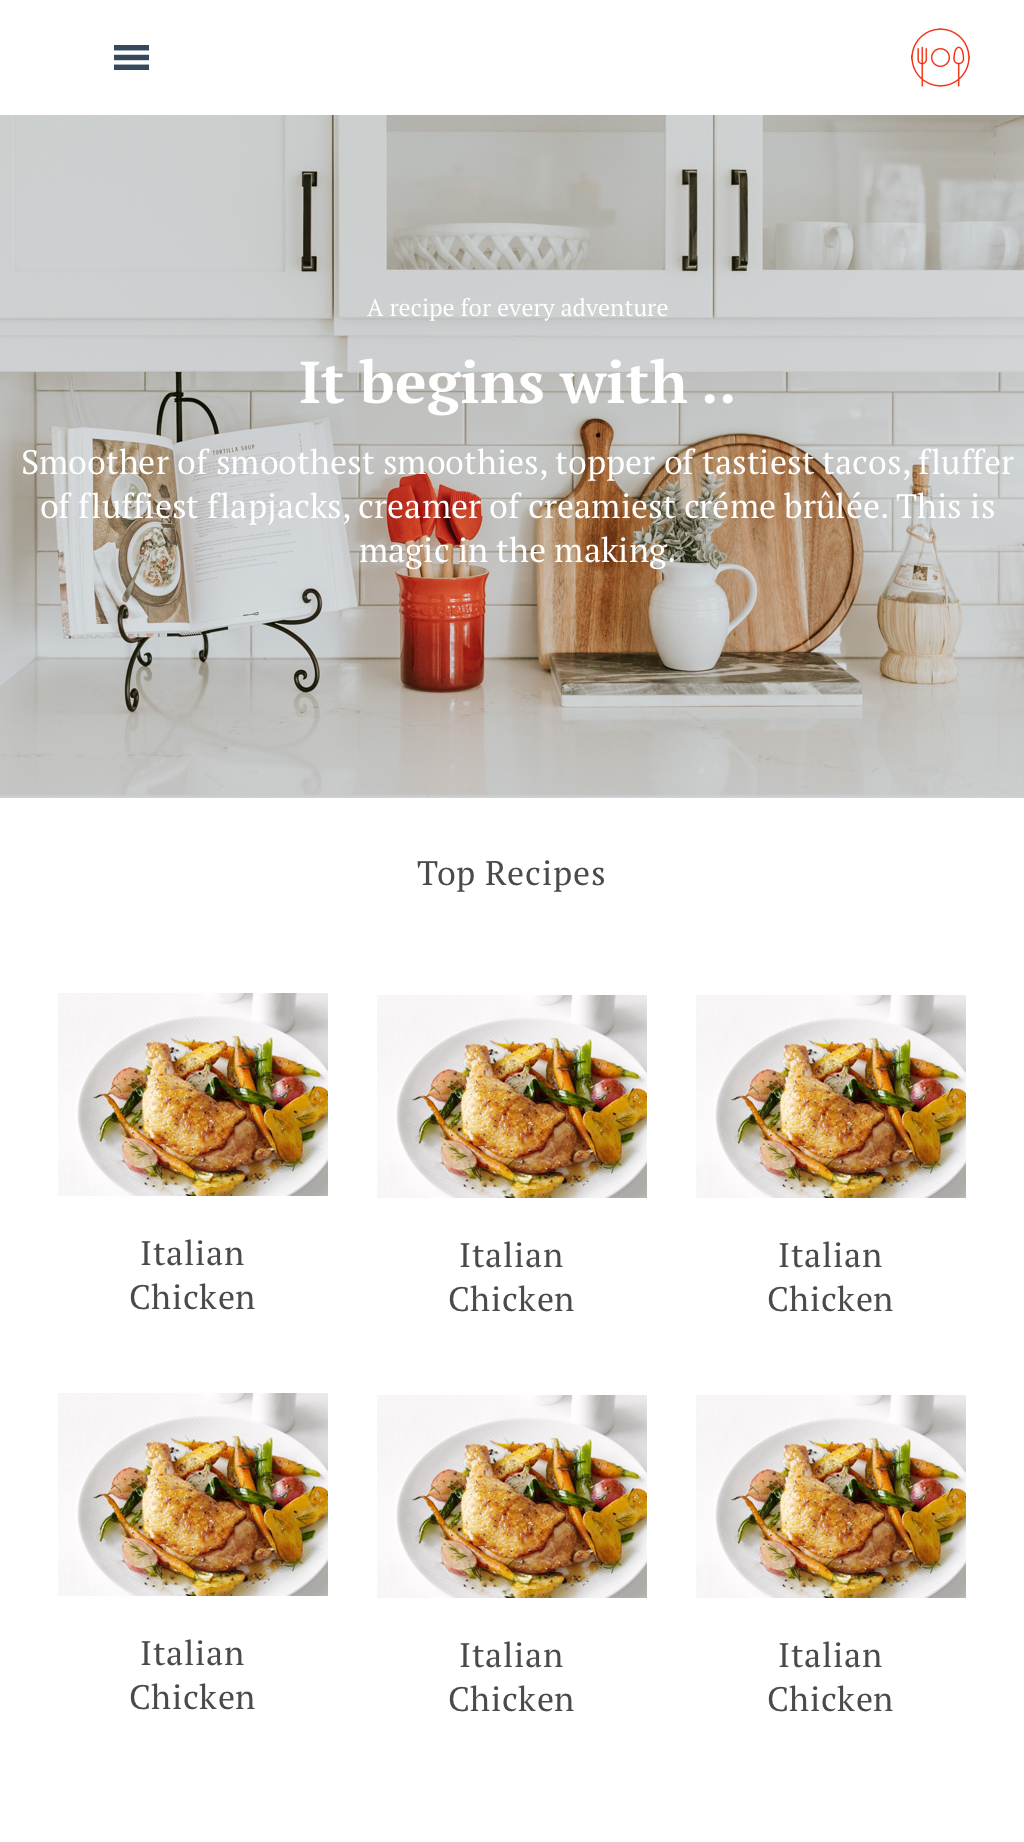 A recipe for every adventure
It begins with ..
TORTILLA SOUP
Smoother of smoothest smoothies, topper of tastiest tacos, fluffer
of fluffiest flapjacks, creamer of creamiest créme brûlée. This is
magic in the making.
Top Recipes
Italian
Chicken
Italian
Chicken
Italian
Chicken
Italian
Chicken
Italian
Chicken
Italian
Chicken